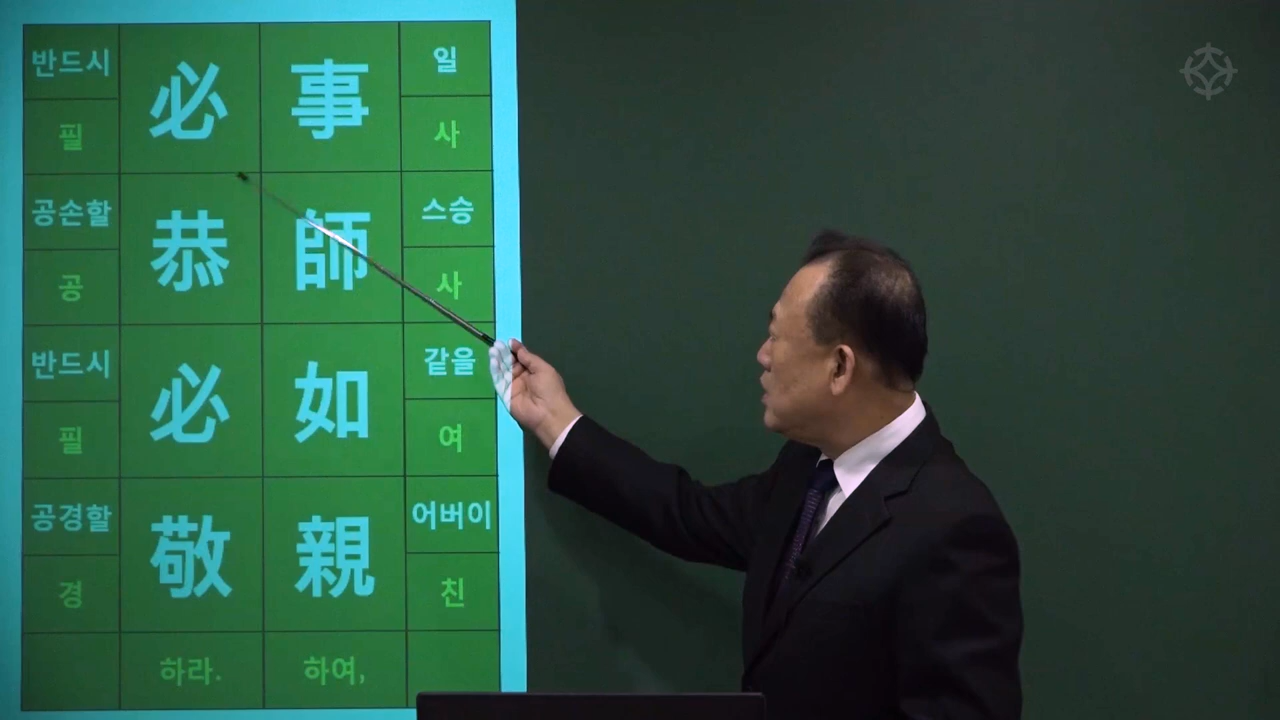 일
사
事
스승
사
師
같을
여
如
어버이
친
親
하여,
반드시
필
必
공손할
공
恭
반드시
필
必
공경할
경
敬
하라.